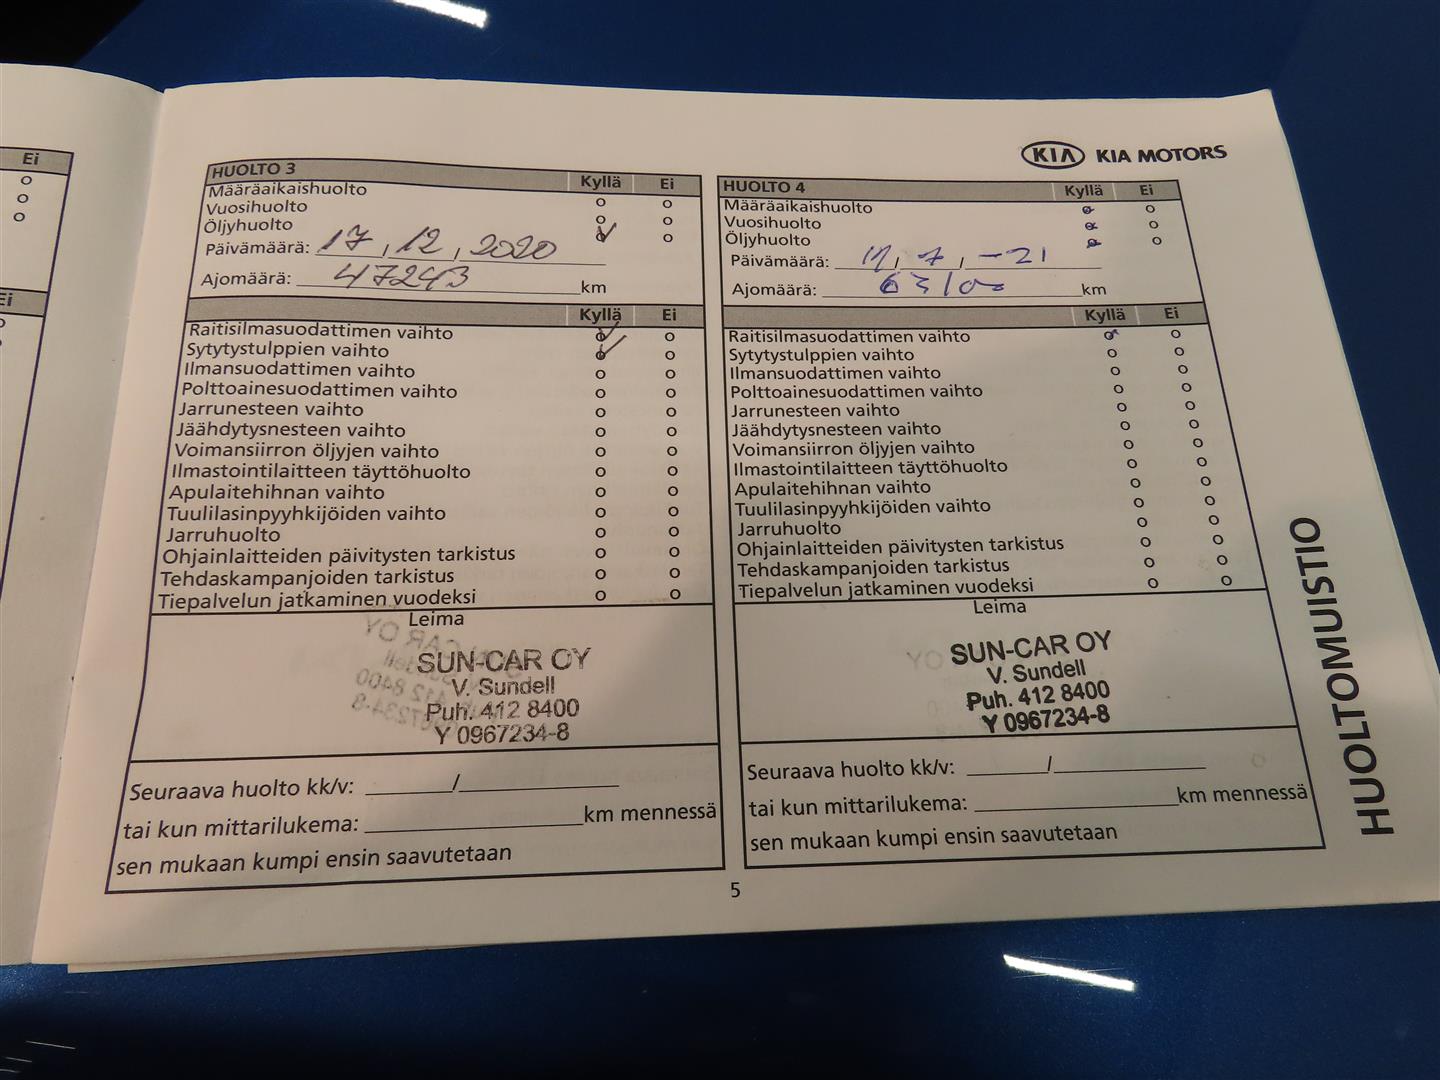 Ei
Ei
KIA KIA MOTORS
HUOLTO 3 Kyllä Ei
Määräaikaishuolto o o
Vuosihuolto o o
Öljyhuolto o o
Päivämäärä: 17, 12, 2020
Ajomäärä: 47243 km
Kyllä Ei
Raitisilmasuodattimen vaihto o o
Sytytystulppien vaihto o o
Ilmansuodattimen vaihto o o
Polttoainesuodattimen vaihto o o
Jarrunesteen vaihto o o
Jäähdytysnesteen vaihto o o
Voimansiirron öljyjen vaihto o o
Ilmastointilaitteen täyttöhuolto o o
Apulaitehihnan vaihto o o
Tuulilasinpyyhkijöiden vaihto o o
Jarruhuolto o o
Ohjainlaitteiden päivitysten tarkistus o o
Tehdaskampanjoiden tarkistus o o
Tiepalvelun jatkaminen vuodeksi o o
Leima
SUN-CAR OY
V. Sundell
Puh. 412 8400
Y 0967234-8
Seuraava huolto kk/v: ______/__________
tai kun mittarilukema: ______________km mennessä
sen mukaan kumpi ensin saavutetaan
HUOLTO 4 Kyllä Ei
Määräaikaishuolto o o
Vuosihuolto o o
Öljyhuolto o o
Päivämäärä: , 7, -21
Ajomäärä: km
Kyllä Ei
Raitisilmasuodattimen vaihto o o
Sytytystulppien vaihto o o
Ilmansuodattimen vaihto o o
Polttoainesuodattimen vaihto o o
Jarrunesteen vaihto o o
Jäähdytysnesteen vaihto o o
Voimansiirron öljyjen vaihto o o
Ilmastointilaitteen täyttöhuolto o o
Apulaitehihnan vaihto o o
Tuulilasinpyyhkijöiden vaihto o o
Jarruhuolto o o
Ohjainlaitteiden päivitysten tarkistus o o
Tehdaskampanjoiden tarkistus o o
Tiepalvelun jatkaminen vuodeksi o o
Leima
SUN-CAR OY
V. Sundell
Puh. 412 8400
Y 0967234-8
Seuraava huolto kk/v: ______/__________
tai kun mittarilukema: ______________km mennessä
sen mukaan kumpi ensin saavutetaan
HUOLTOMUISTIO
5